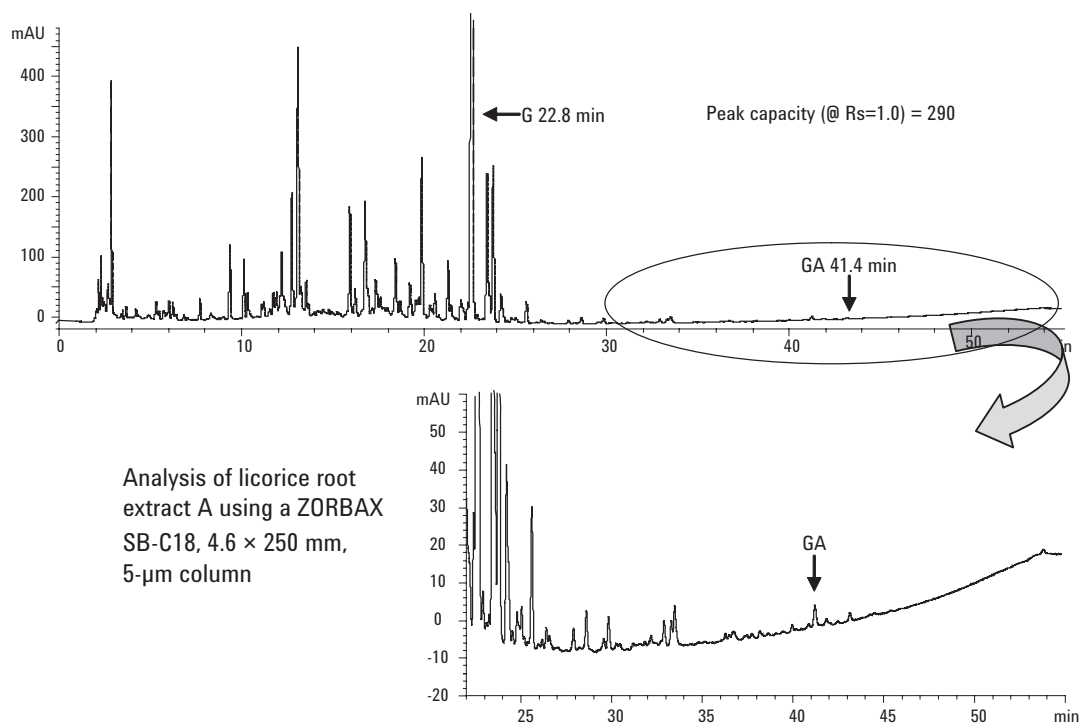 mAU
400
300
200
100
0
G 22.8 min
Peak capacity (@ Rs=1.0) = 290
GA 41.4 min
0 10 20 30 40 50 in
Analysis of licorice root
extract A using a ZORBAX
SB-C18, 4.6 × 250 mm,
5-µm column
mAU
50
40
30
20
10
0
-10
-20
GA
25 30 35 40 45 50 min